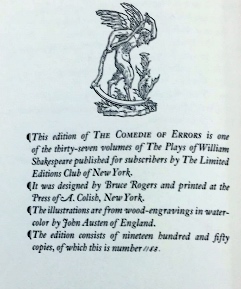 ❡This edition of THE COMEDIE OF ERRORS is one
of the thirty-seven volumes of The Plays of William
Shakespeare published for subscribers by The Limited
Editions Club of New York.
❡It was designed by Bruce Rogers and printed at the
Press of A. Colish, New York.
❡The illustrations are from wood-engravings in water-
color by John Austen of England.
❡The edition consists of nineteen hundred and fifty
copies, of which this is number